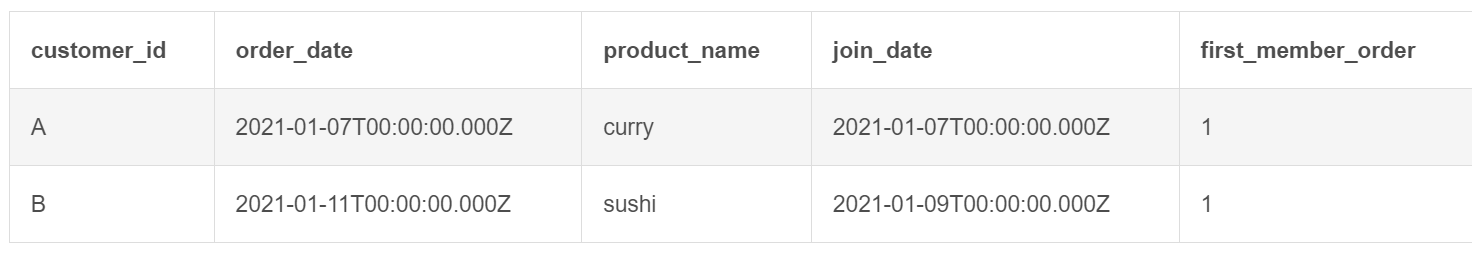 customer_id order_date product_name join_date first_member_order
A 2021-01-07T00:00:00.000Z curry 2021-01-07T00:00:00.000Z 1
B 2021-01-11T00:00:00.000Z sushi 2021-01-09T00:00:00.000Z 1